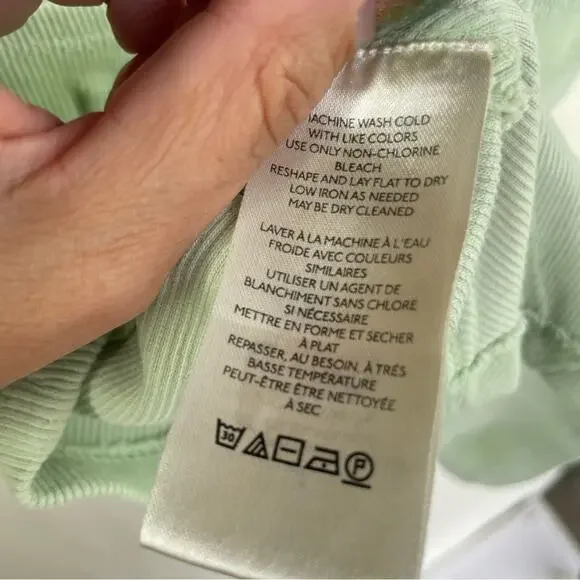 MACHINE WASH COLD
WITH LIKE COLORS
USE ONLY NON-CHLORINE
BLEACH
RESHAPE AND LAY FLAT TO DRY
LOW IRON AS NEEDED
MAY BE DRY CLEANED
LAVER À LA MACHINE À L'EAU
FROIDE AVEC COULEURS
SIMILAIRES
UTILISER UN AGENT DE
BLANCHIMENT SANS CHLORE
SI NÉCESSAIRE
METTRE EN FORME ET SECHER
À PLAT
REPASSER, AU BESOIN, À TRÉS
BASSE TEMPÉRATURE
PEUT-ÊTRE ÊTRE NETTOYÉE
À SEC
30 P